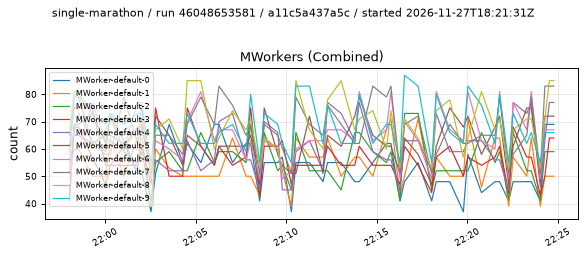 single-marathon / run 46048653581 / a11c5a437a5c / started 2026-11-27T18:21:31Z
MWorkers (Combined)
count
80
70
60
50
40
MWorker-default-0
MWorker-default-1
MWorker-default-2
MWorker-default-3
MWorker-default-4
MWorker-default-5
MWorker-default-6
MWorker-default-7
MWorker-default-8
MWorker-default-9
22:00
22:05
22:10
22:15
22:20
22:25